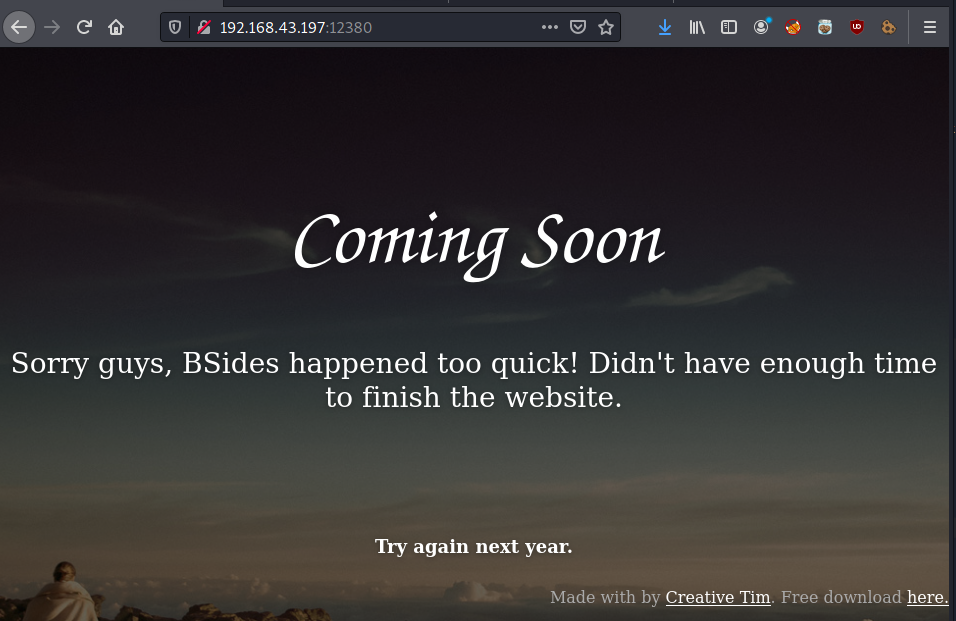 192.168.43.197:12380
Coming Soon
Sorry guys, BSides happened too quick! Didn't have enough time
to finish the website.
Try again next year.
Made with by Creative Tim. Free download here.